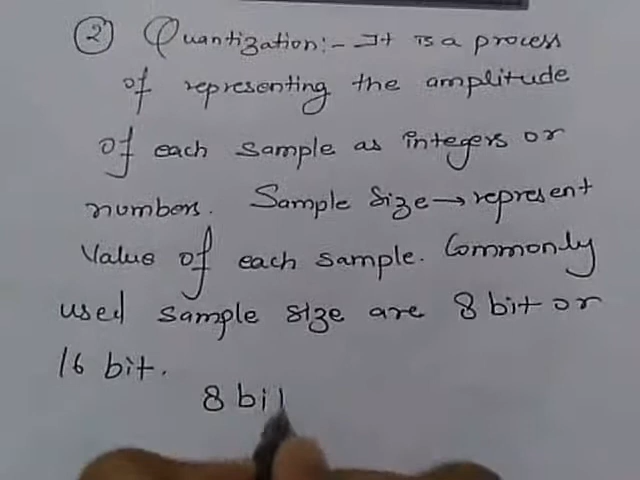 ② Quantization:- It is a process
of representing the amplitude
of each sample as integers or
numbers. Sample size → represent
value of each sample. Commonly
used sample size are 8 bit or
16 bit.
8 bit